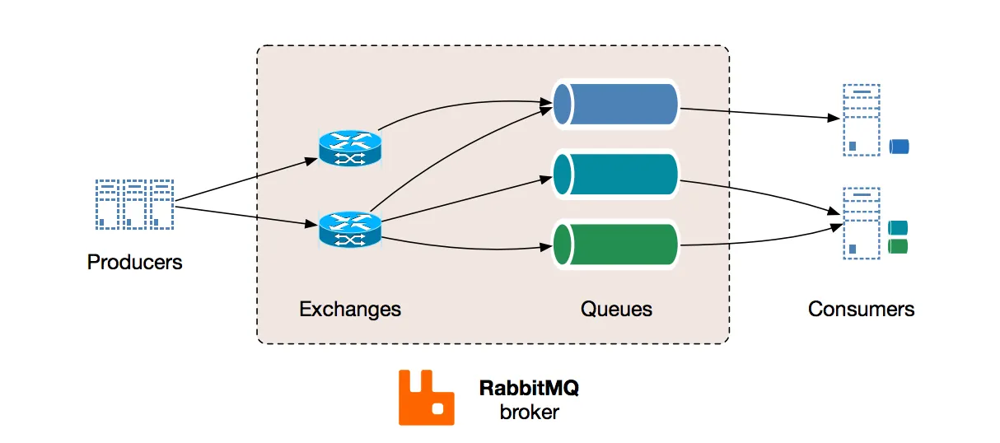 Producers
Exchanges
Queues
Consumers
RabbitMQ
broker